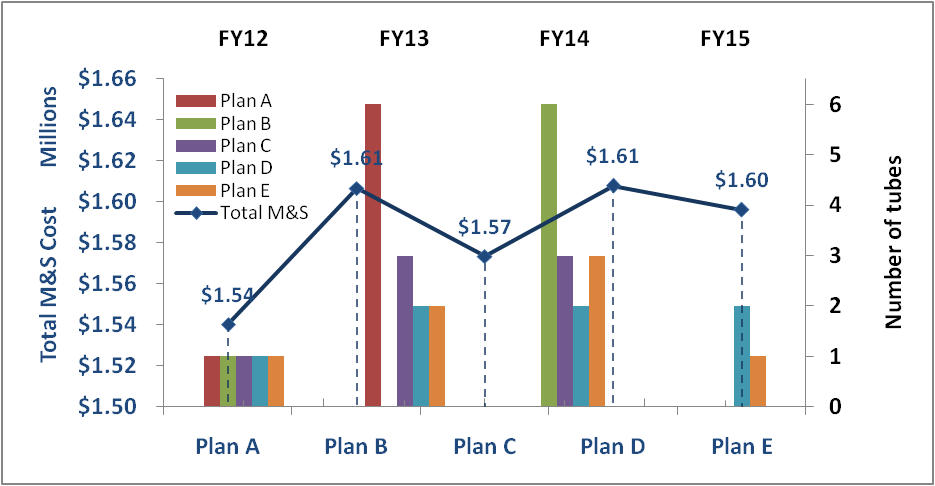 FY12 FY13 FY14 FY15
Millions
Total M&S Cost
$1.66
$1.64
$1.62
$1.60
$1.58
$1.56
$1.54
$1.52
$1.50
Plan A
Plan B
Plan C
Plan D
Plan E
Total M&S
$1.54
$1.61
$1.57
$1.61
$1.60
6
5
4
3
2
1
0
Number of tubes
Plan A Plan B Plan C Plan D Plan E